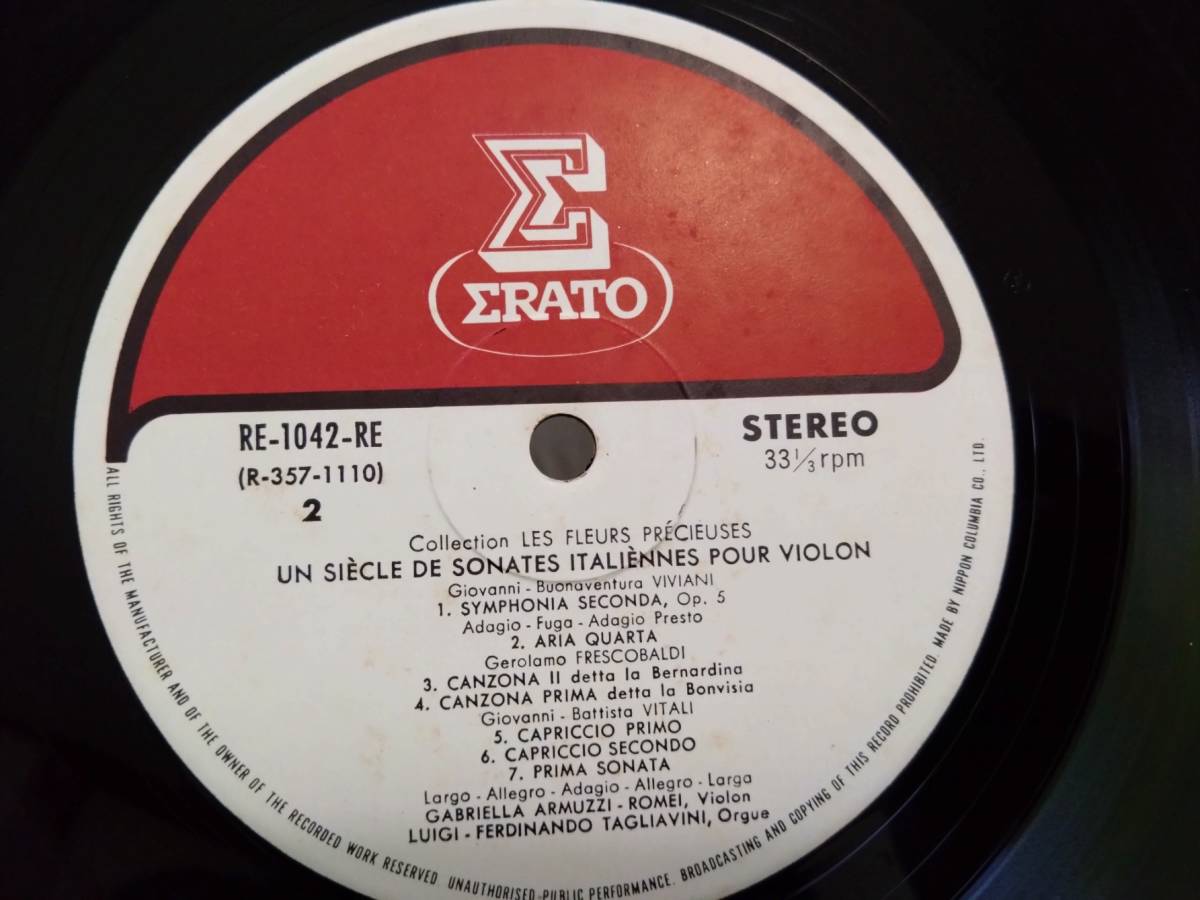 Σ
ΣRATO
RE-1042-RE
(R-357-1110)
2
STEREO
33 1/3 rpm
Collection LES FLEURS PRÉCIEUSES
UN SIÈCLE DE SONATES ITALIÈNNES POUR VIOLON
Giovanni - Buonaventura VIVIANI
1. SYMPHONIA SECONDA, Op. 5
Adagio - Fuga - Adagio Presto
2. ARIA QUARTA
Gerolamo FRESCOBALDI
3. CANZONA II detta la Bernardina
4. CANZONA PRIMA detta la Bonvisia
Giovanni - Battista VITALI
5. CAPRICCIO PRIMO
6. CAPRICCIO SECONDO
7. PRIMA SONATA
Largo - Allegro - Adagio - Allegro - Larga
GABRIELLA ARMUZZI - ROMEI, Violon
LUIGI - FERDINANDO TAGLIAVINI, Orgue
ALL RIGHTS OF THE MANUFACTURER AND OF THE OWNER OF THE RECORDED WORK RESERVED. UNAUTHORISED-PUBLIC PERFORMANCE. BROADCASTING AND COPYING OF THIS RECORD PROHIBITED. MADE BY NIPPON COLUMBIA CO., LTD.